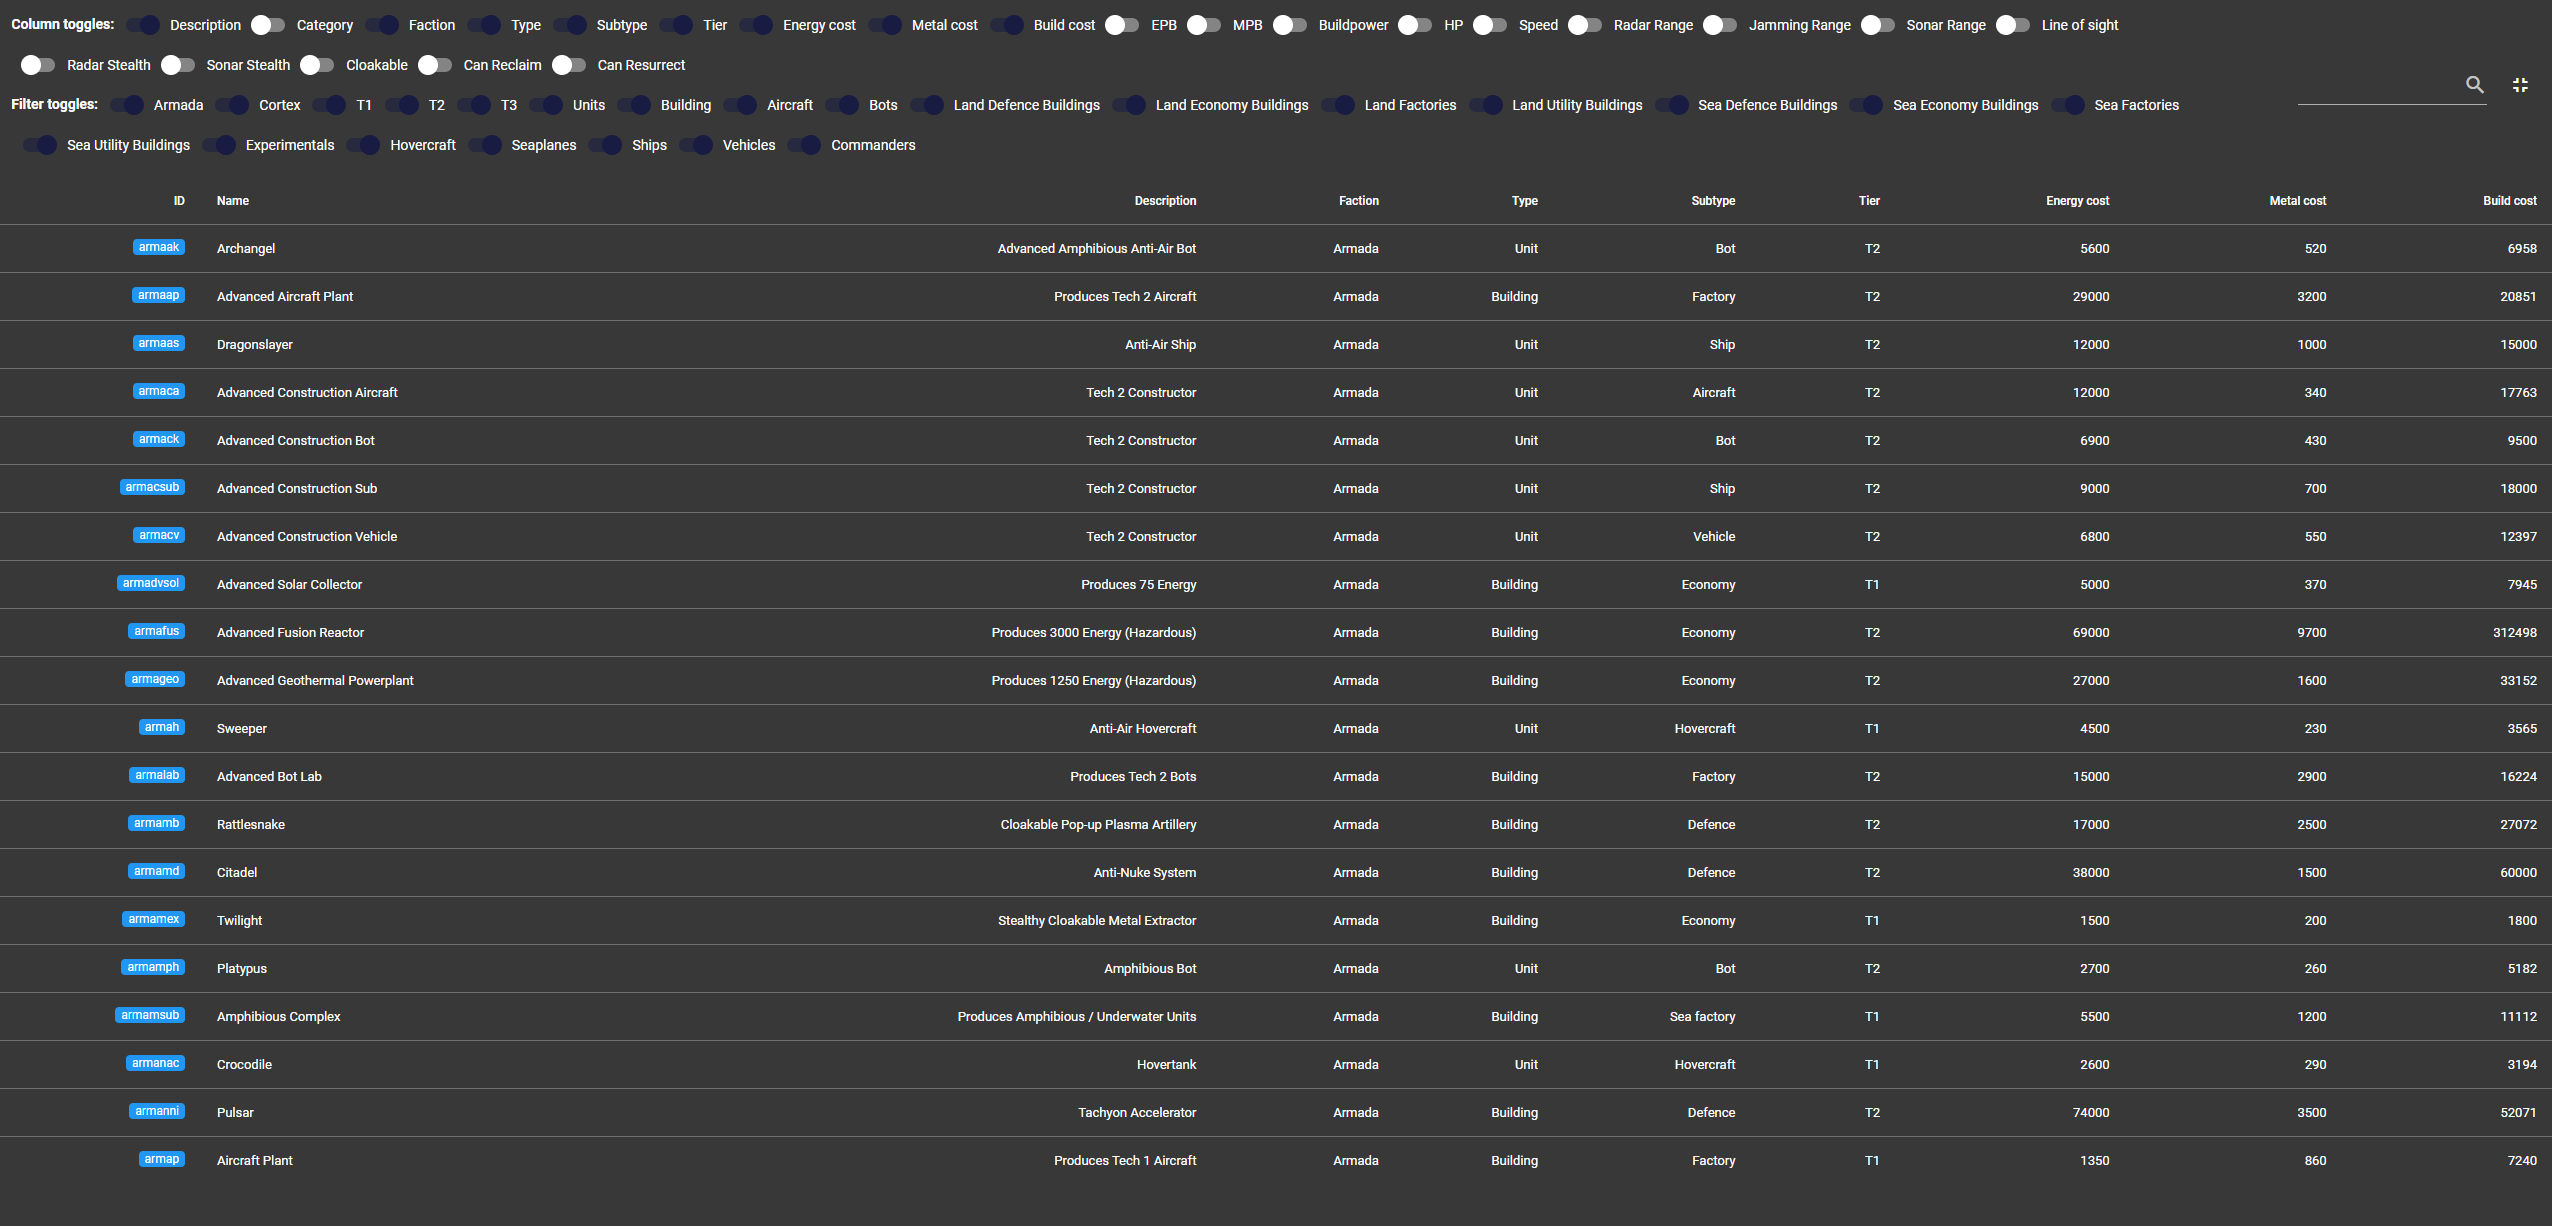 Column toggles: Description Category Faction Type Subtype Tier Energy cost Metal cost Build cost EPB MPB Buildpower HP Speed Radar Range Jamming Range Sonar Range Line of sight
Radar Stealth Sonar Stealth Cloakable Can Reclaim Can Resurrect
Filter toggles: Armada Cortex T1 T2 T3 Units Building Aircraft Bots Land Defence Buildings Land Economy Buildings Land Factories Land Utility Buildings Sea Defence Buildings Sea Economy Buildings Sea Factories
Sea Utility Buildings Experimentals Hovercraft Seaplanes Ships Vehicles Commanders
ID Name Description Faction Type Subtype Tier Energy cost Metal cost Build cost
armaak Archangel Advanced Amphibious Anti-Air Bot Armada Unit Bot T2 5600 520 6958
armaap Advanced Aircraft Plant Produces Tech 2 Aircraft Armada Building Factory T2 29000 3200 20851
armaas Dragonslayer Anti-Air Ship Armada Unit Ship T2 12000 1000 15000
armaca Advanced Construction Aircraft Tech 2 Constructor Armada Unit Aircraft T2 12000 340 17763
armack Advanced Construction Bot Tech 2 Constructor Armada Unit Bot T2 6900 430 9500
armacsub Advanced Construction Sub Tech 2 Constructor Armada Unit Ship T2 9000 700 18000
armacv Advanced Construction Vehicle Tech 2 Constructor Armada Unit Vehicle T2 6800 550 12397
armadvsol Advanced Solar Collector Produces 75 Energy Armada Building Economy T1 5000 370 7945
armafus Advanced Fusion Reactor Produces 3000 Energy (Hazardous) Armada Building Economy T2 69000 9700 312498
armageo Advanced Geothermal Powerplant Produces 1250 Energy (Hazardous) Armada Building Economy T2 27000 1600 33152
armah Sweeper Anti-Air Hovercraft Armada Unit Hovercraft T1 4500 230 3565
armalab Advanced Bot Lab Produces Tech 2 Bots Armada Building Factory T2 15000 2900 16224
armamb Rattlesnake Cloakable Pop-up Plasma Artillery Armada Building Defence T2 17000 2500 27072
armamd Citadel Anti-Nuke System Armada Building Defence T2 38000 1500 60000
armamex Twilight Stealthy Cloakable Metal Extractor Armada Building Economy T1 1500 200 1800
armamph Platypus Amphibious Bot Armada Unit Bot T2 2700 260 5182
armamsub Amphibious Complex Produces Amphibious / Underwater Units Armada Building Sea factory T1 5500 1200 11112
armanac Crocodile Hovertank Armada Unit Hovercraft T1 2600 290 3194
armanni Pulsar Tachyon Accelerator Armada Building Defence T2 74000 3500 52071
armap Aircraft Plant Produces Tech 1 Aircraft Armada Building Factory T1 1350 860 7240